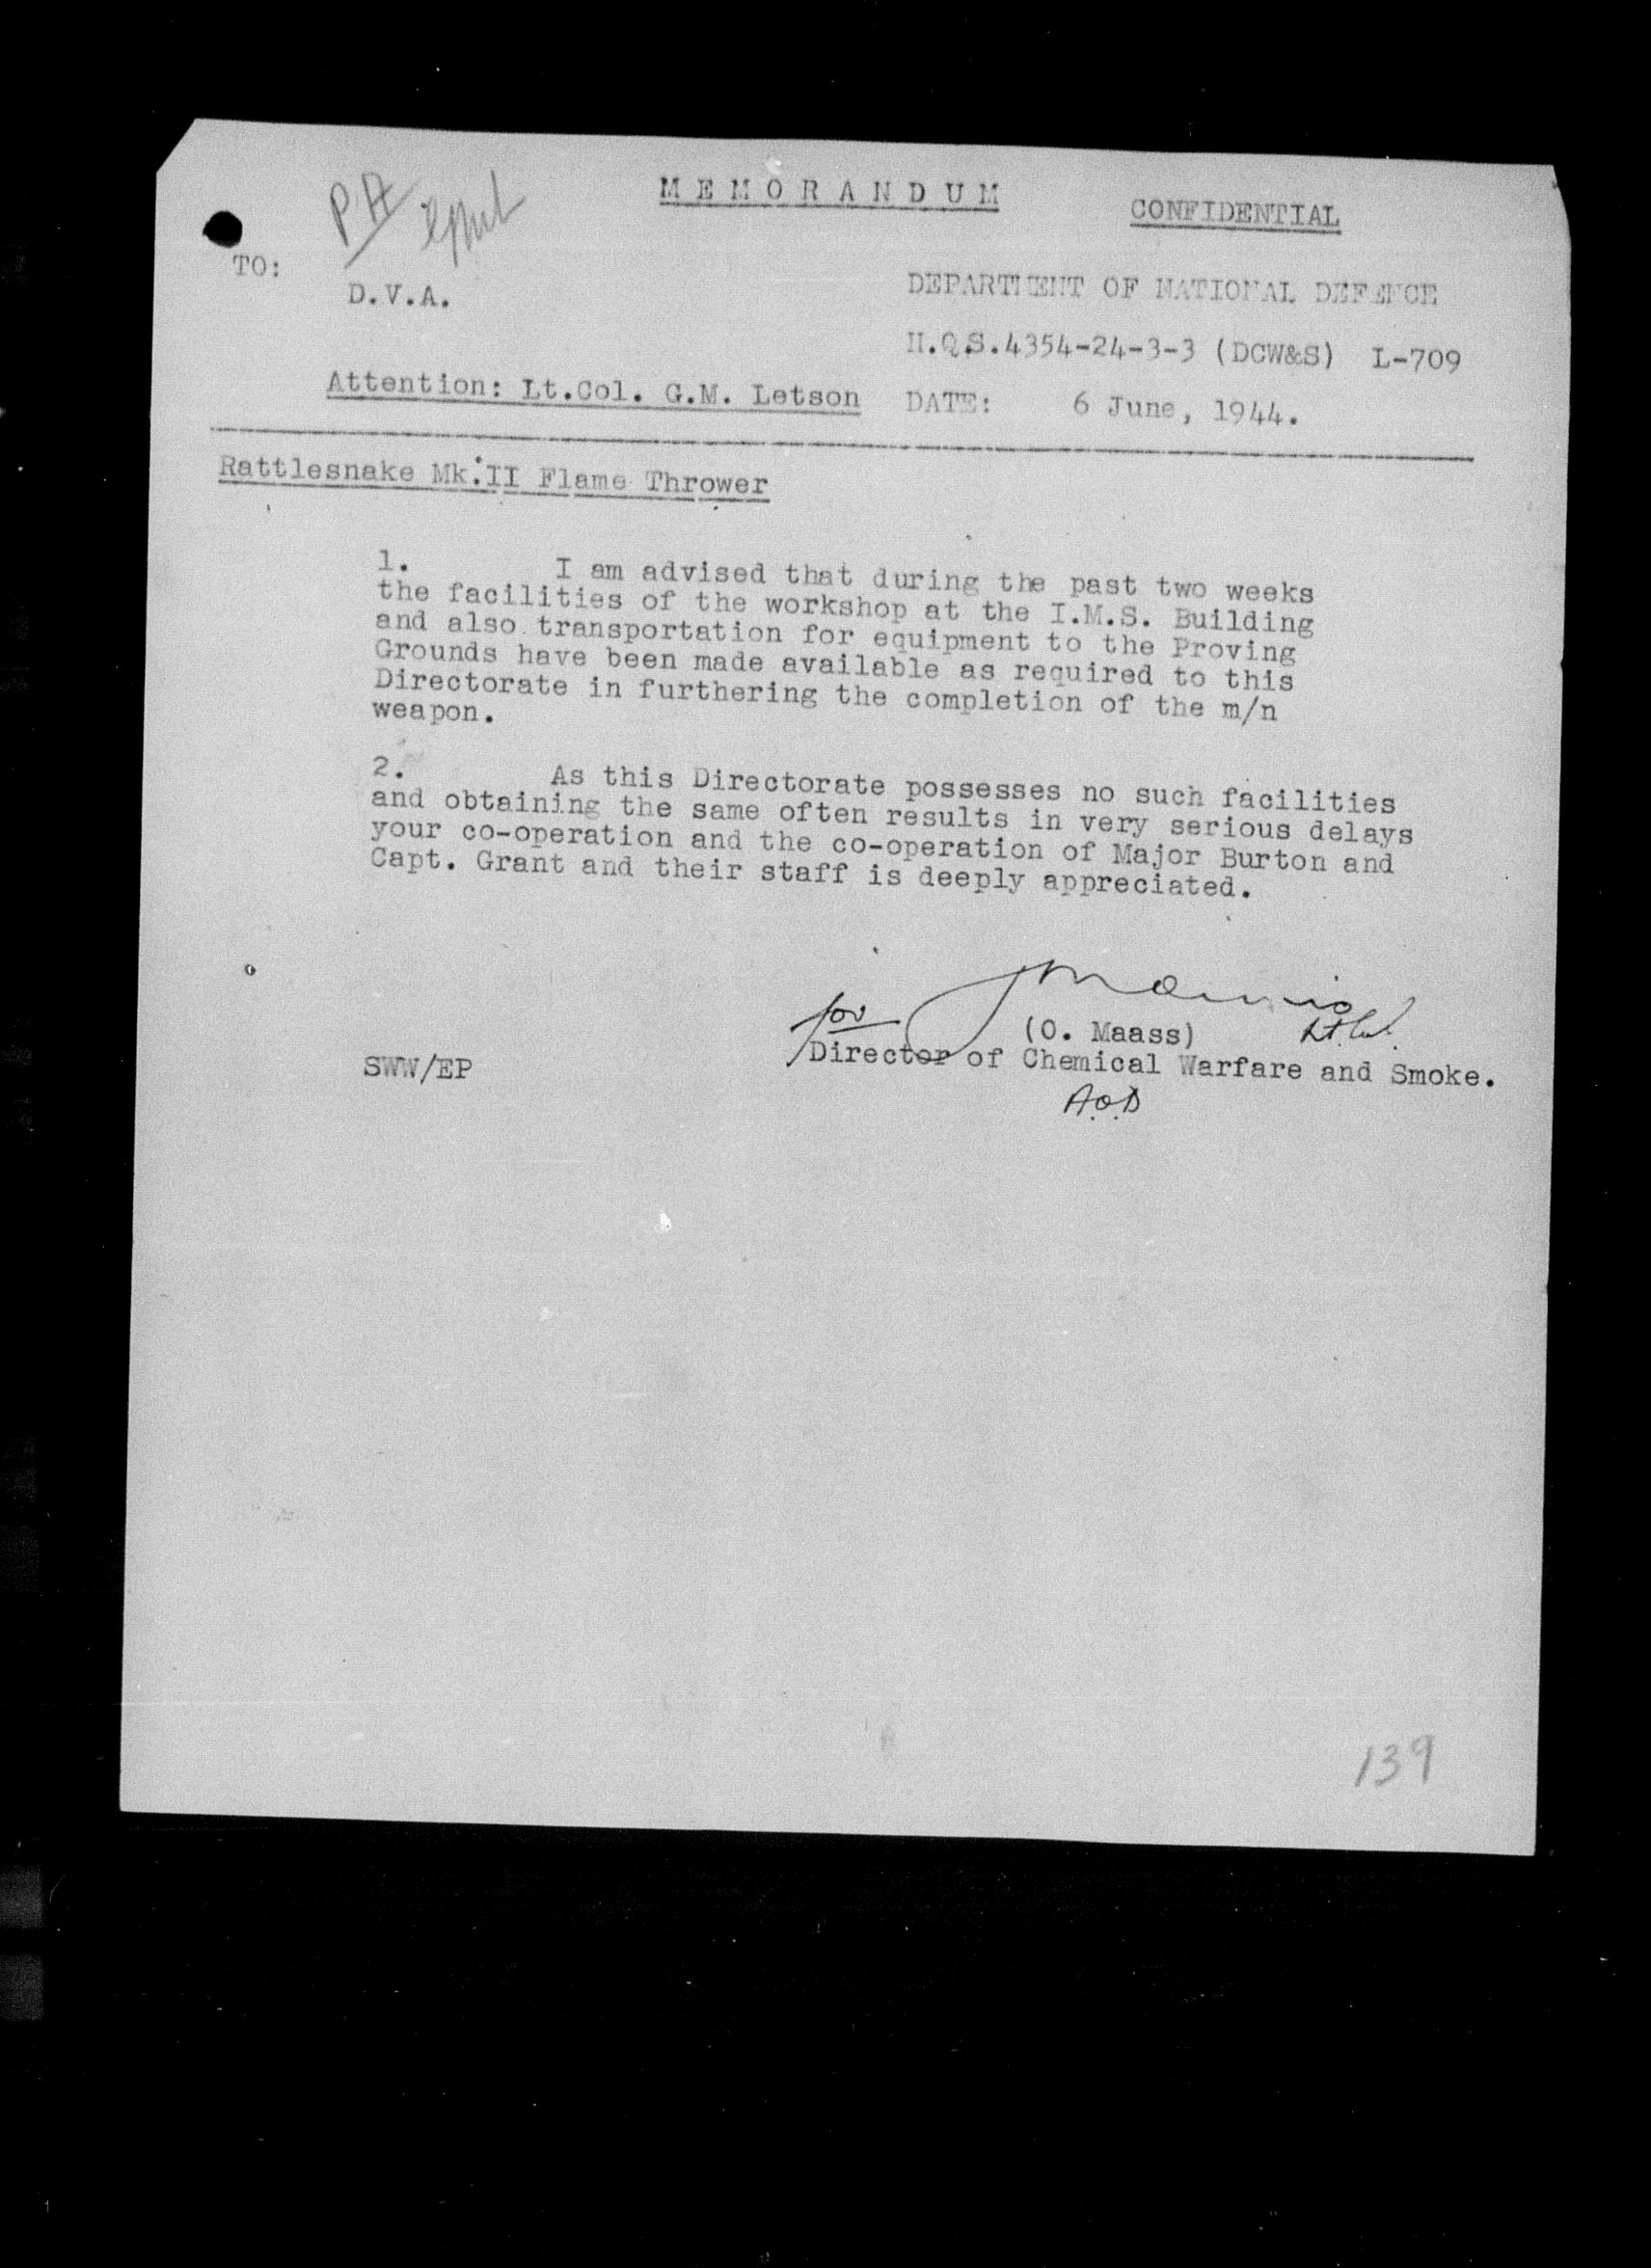 MEMORANDUM
CONFIDENTIAL
PA
TO:
D.V.A.
DEPARTMENT OF NATIONAL DEFENCE
H.Q.S.4354-24-3-3 (DCW&S) L-709
Attention: Lt.Col. G.M. Letson
DATE: 6 June, 1944.
Rattlesnake Mk.II Flame Thrower
1. I am advised that during the past two weeks
the facilities of the workshop at the I.M.S. Building
and also transportation for equipment to the Proving
Grounds have been made available as required to this
Directorate in furthering the completion of the m/n
weapon.
2. As this Directorate possesses no such facilities
and obtaining the same often results in very serious delays
your co-operation and the co-operation of Major Burton and
Capt. Grant and their staff is deeply appreciated.
for
(O. Maass) Lt. Col.
Director of Chemical Warfare and Smoke.
SWW/EP
A.O.D
139